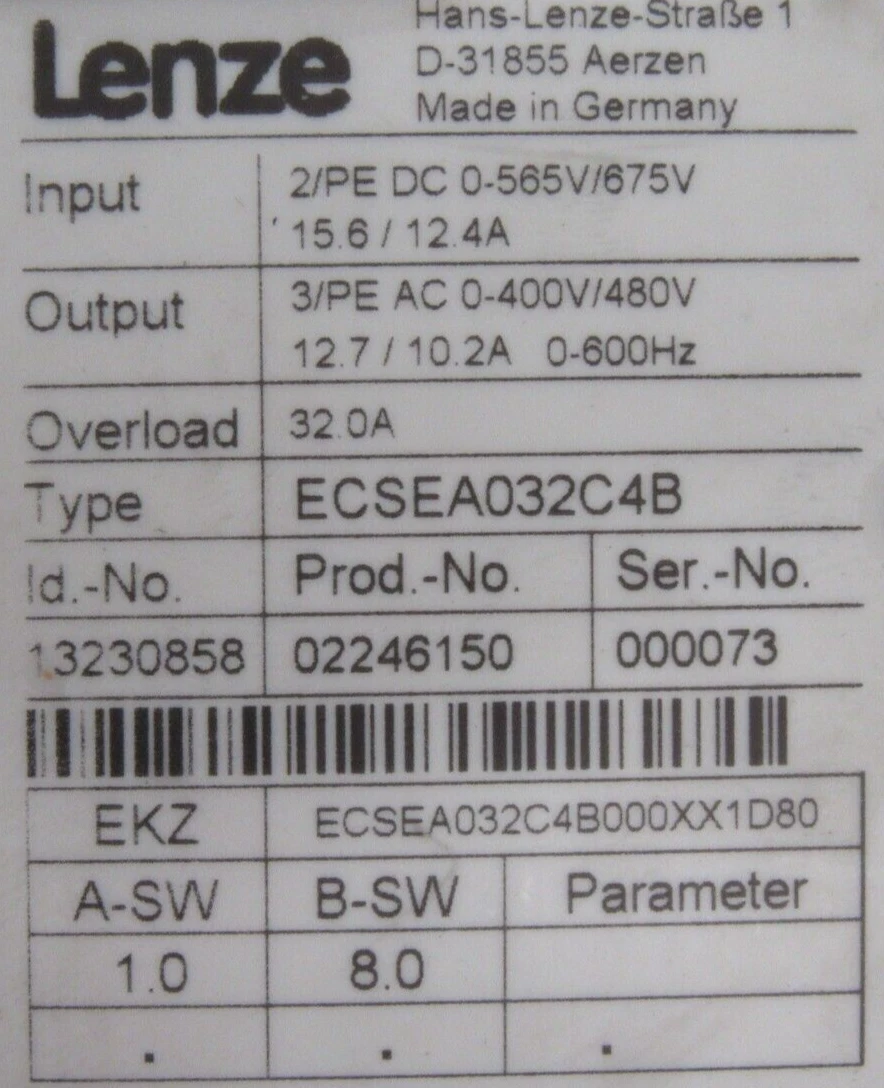 Lenze
Hans-Lenze-Straße 1
D-31855 Aerzen
Made in Germany
Input
2/PE DC 0-565V/675V
15.6 / 12.4A
Output
3/PE AC 0-400V/480V
12.7 / 10.2A 0-600Hz
Overload 32.0A
Type ECSEA032C4B
Id.-No. Prod.-No. Ser.-No.
13230858 02246150 000073
EKZ ECSEA032C4B000XX1D80
A-SW B-SW Parameter
1.0 8.0
. . .